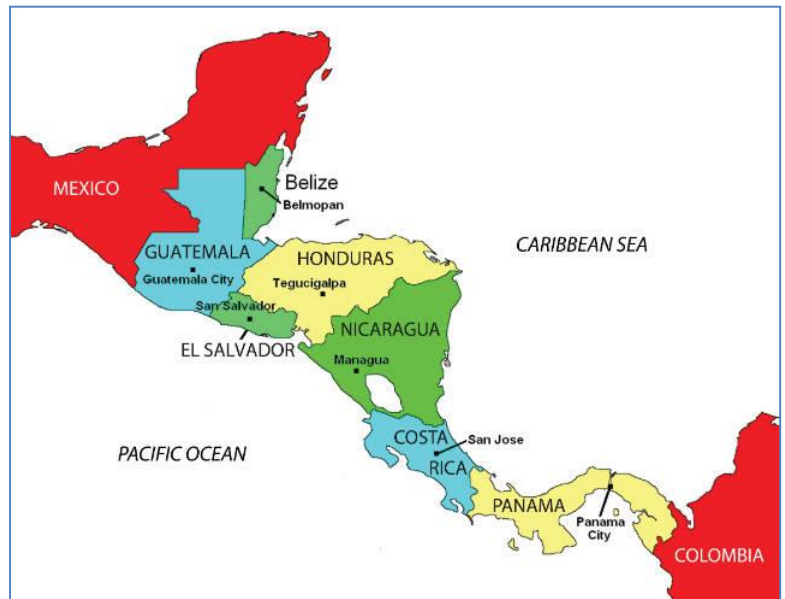 MEXICO
Belize
Belmopan
GUATEMALA
Guatemala City
HONDURAS
Tegucigalpa
CARIBBEAN SEA
San Salvador
EL SALVADOR
NICARAGUA
Managua
PACIFIC OCEAN
COSTA
RICA
San Jose
PANAMA
Panama
City
COLOMBIA